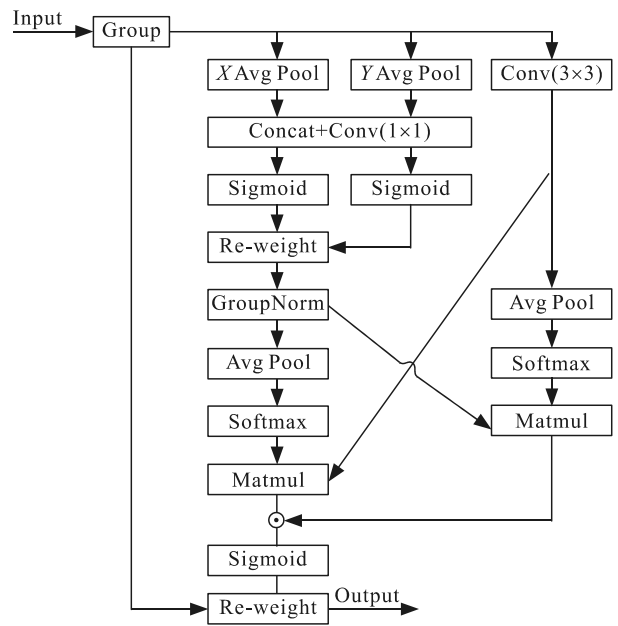 Input
Group
X Avg Pool
Y Avg Pool
Conv(3×3)
Concat+Conv(1×1)
Sigmoid
Sigmoid
Re-weight
GroupNorm
Avg Pool
Avg Pool
Softmax
Softmax
Matmul
Matmul
Sigmoid
Re-weight
Output